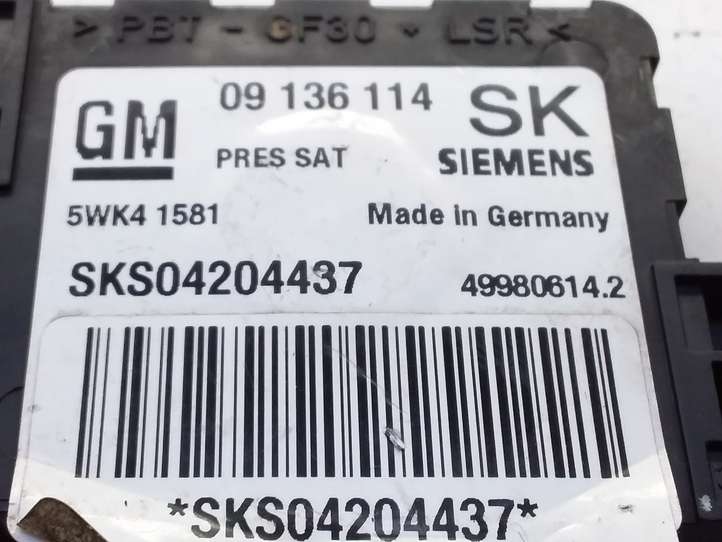 > PBT - GF30 - LSR <
GM 09 136 114 SK
PRES SAT SIEMENS
5WK4 1581 Made in Germany
SKS04204437 49980614.2
*SKS04204437*